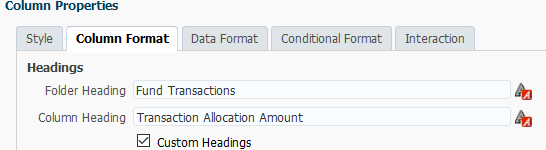 Column Properties
Style Column Format Data Format Conditional Format Interaction
Headings
Folder Heading Fund Transactions
Column Heading Transaction Allocation Amount
Custom Headings